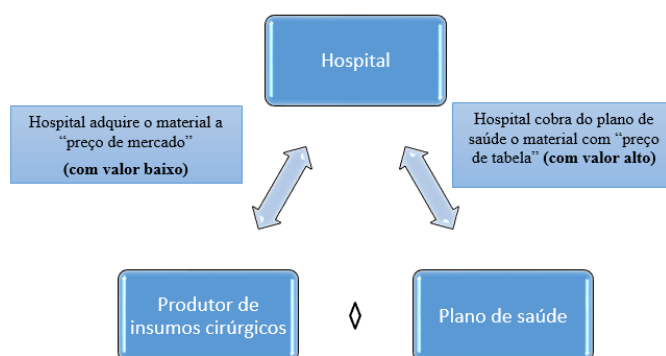 Hospital
Hospital adquire o material a
“preço de mercado”
(com valor baixo)
Hospital cobra do plano de
saúde o material com “preço
de tabela” (com valor alto)
Produtor de
insumos cirúrgicos
Plano de saúde